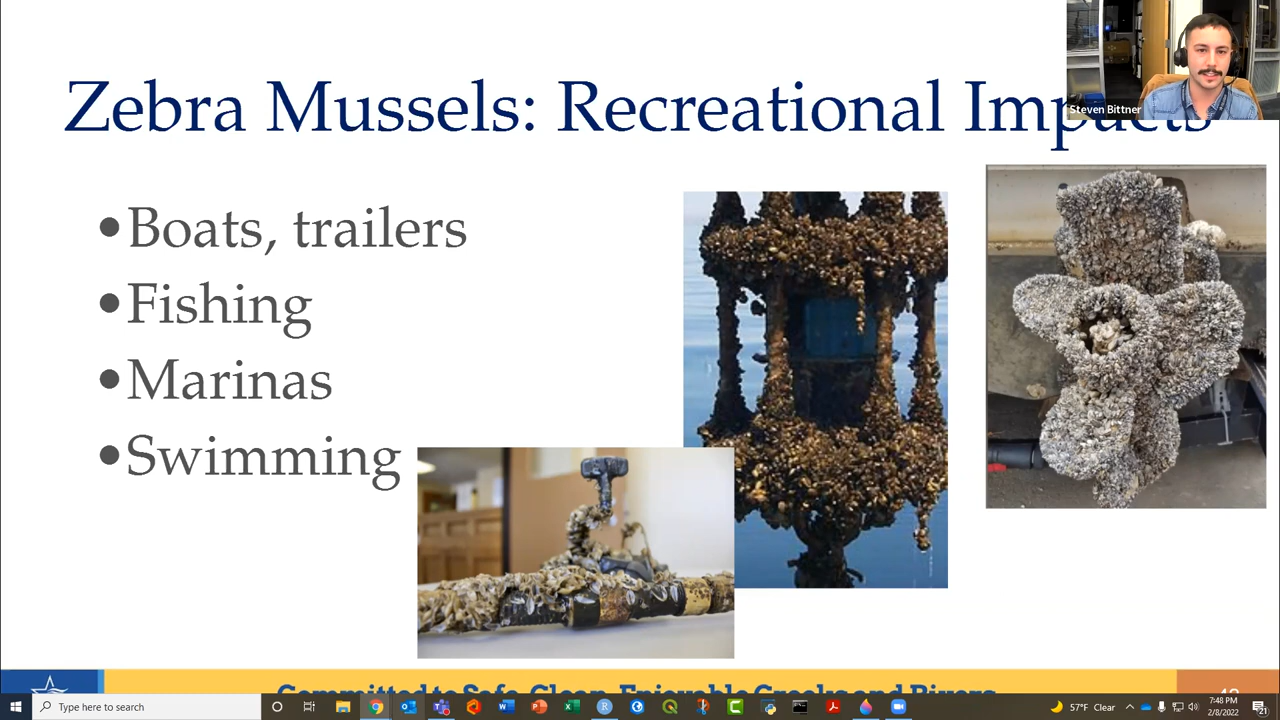 Zebra Mussels: Recreational Impacts
Steven Bittner
•Boats, trailers
•Fishing
•Marinas
•Swimming
Committed to Safe, Clean, Enjoyable Creeks and Rivers
Type here to search
57°F Clear
7:48 PM
2/8/2022